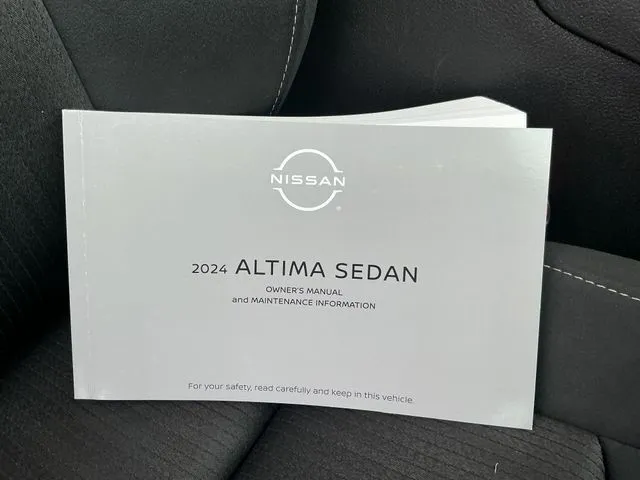 NISSAN
2024 ALTIMA SEDAN
OWNER'S MANUAL
and MAINTENANCE INFORMATION
For your safety, read carefully and keep in this vehicle.